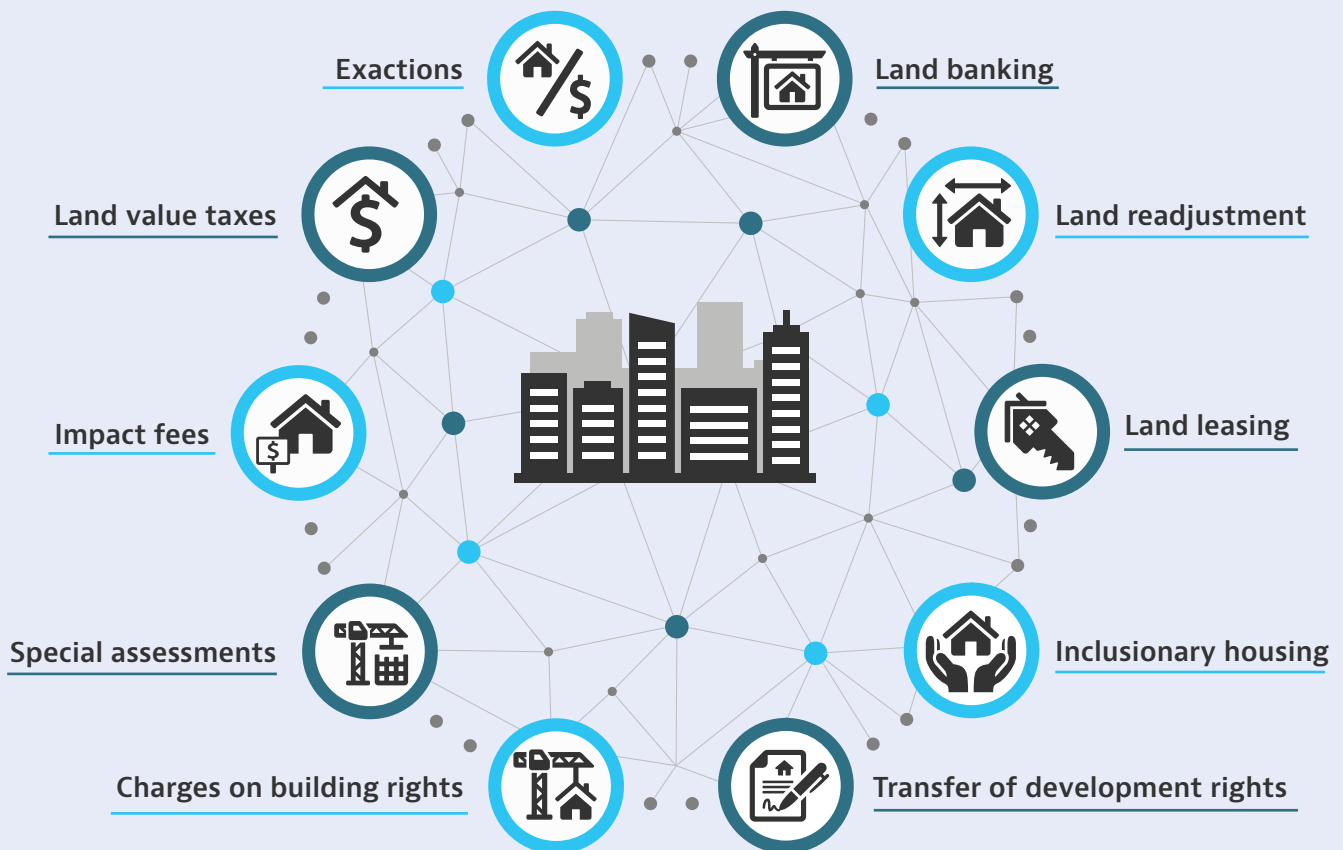 Exactions
Land banking
Land value taxes
Land readjustment
Impact fees
Land leasing
Special assessments
Inclusionary housing
Charges on building rights
Transfer of development rights
$
$
$